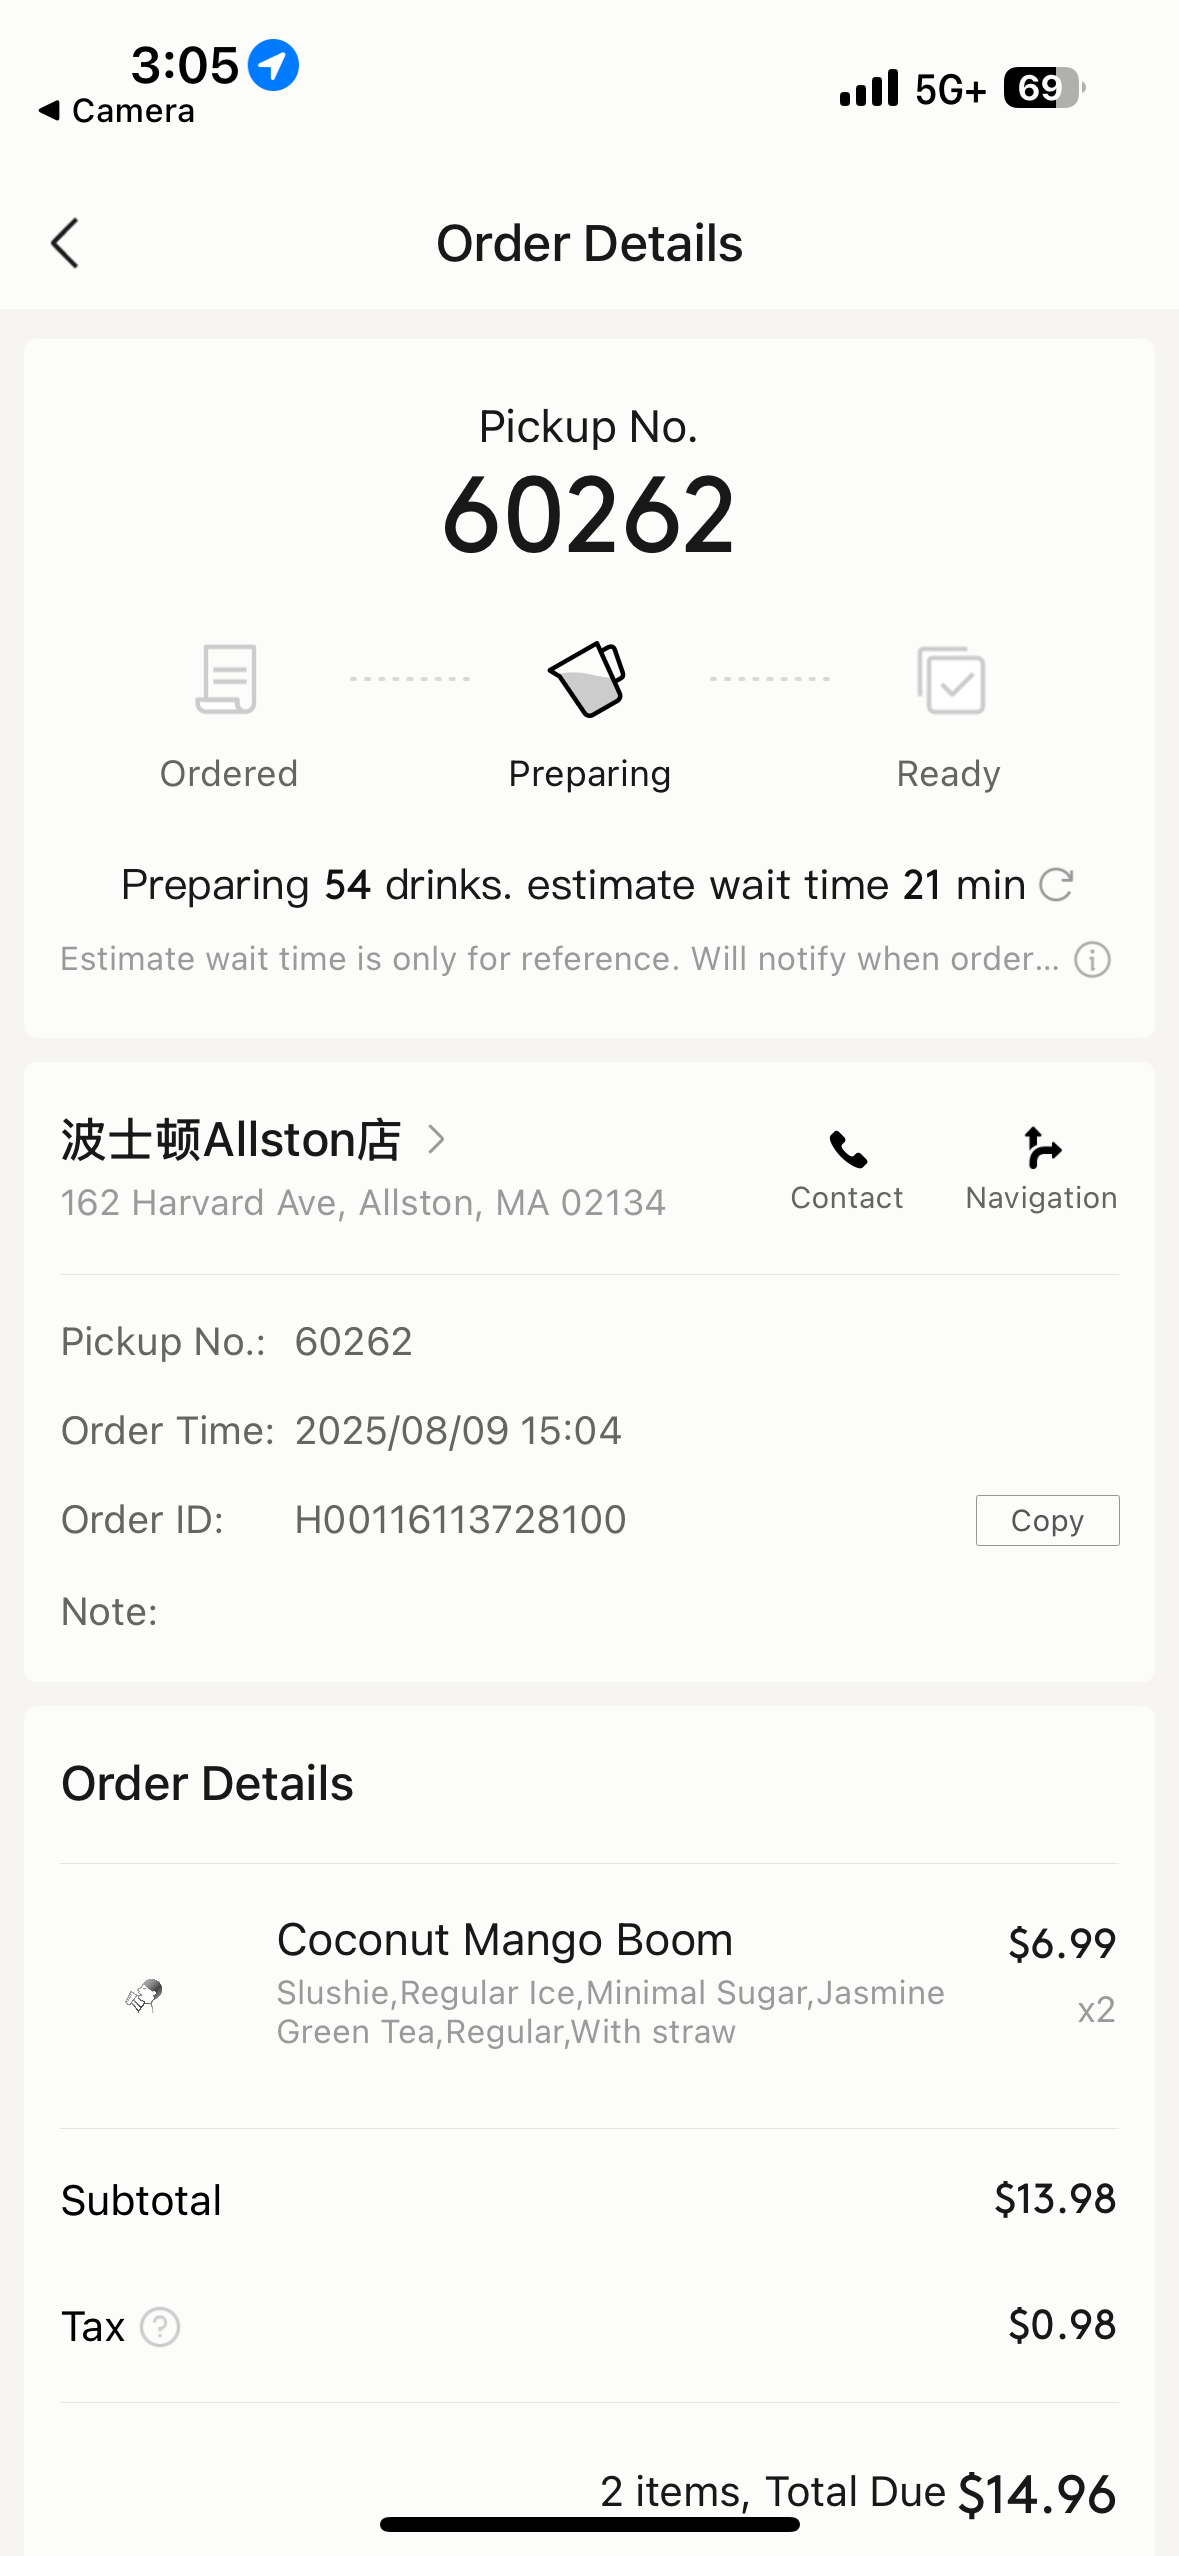 3:05
Camera
5G+
69
Order Details
Pickup No.
60262
Ordered
Preparing
Ready
Preparing 54 drinks. estimate wait time 21 min
Estimate wait time is only for reference. Will notify when order...
波士顿Allston店
162 Harvard Ave, Allston, MA 02134
Contact
Navigation
Pickup No.: 60262
Order Time: 2025/08/09 15:04
Order ID: H00116113728100
Copy
Note:
Order Details
Coconut Mango Boom
$6.99
Slushie,Regular Ice,Minimal Sugar,Jasmine
Green Tea,Regular,With straw
x2
Subtotal
$13.98
Tax ?
$0.98
2 items, Total Due $14.96